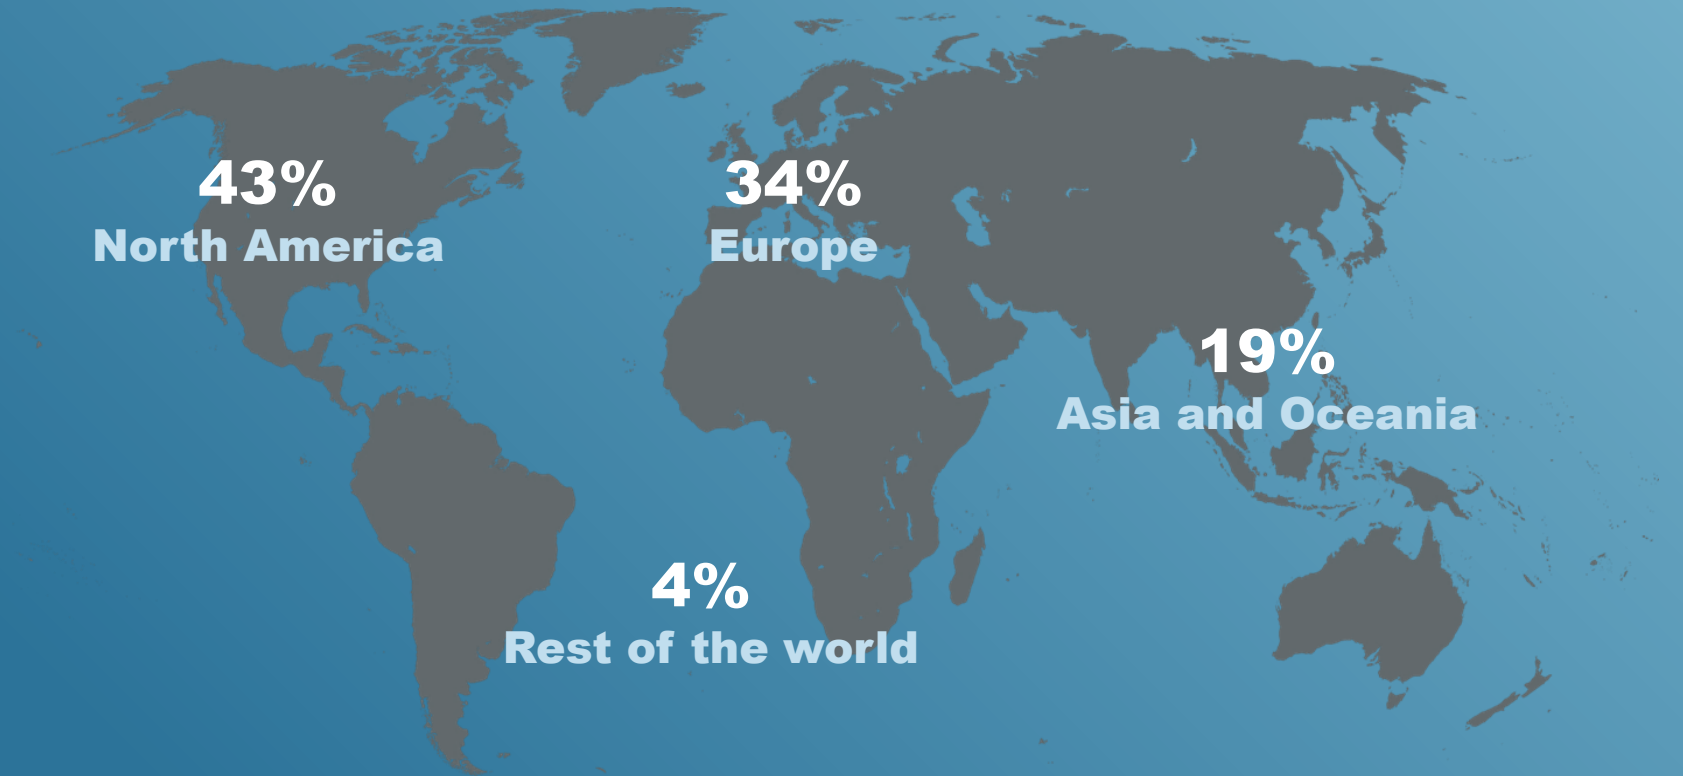 43%
North America
34%
Europe
19%
Asia and Oceania
4%
Rest of the world